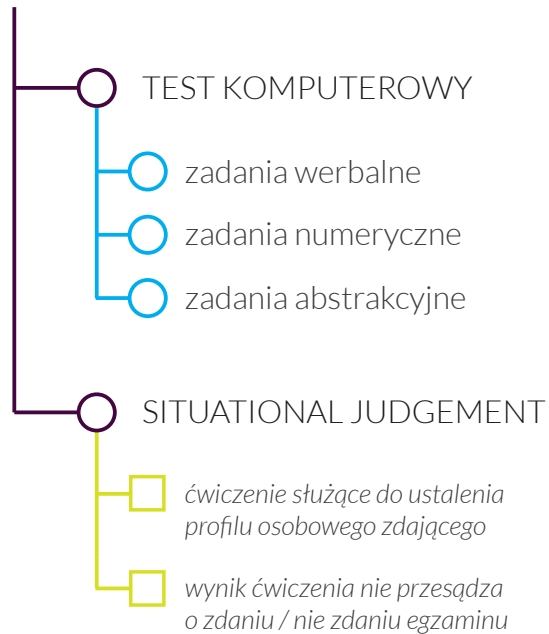 TEST KOMPUTEROWY
zadania werbalne
zadania numeryczne
zadania abstrakcyjne
SITUATIONAL JUDGEMENT
ćwiczenie służące do ustalenia
profilu osobowego zdającego
wynik ćwiczenia nie przesądza
o zdaniu / nie zdaniu egzaminu